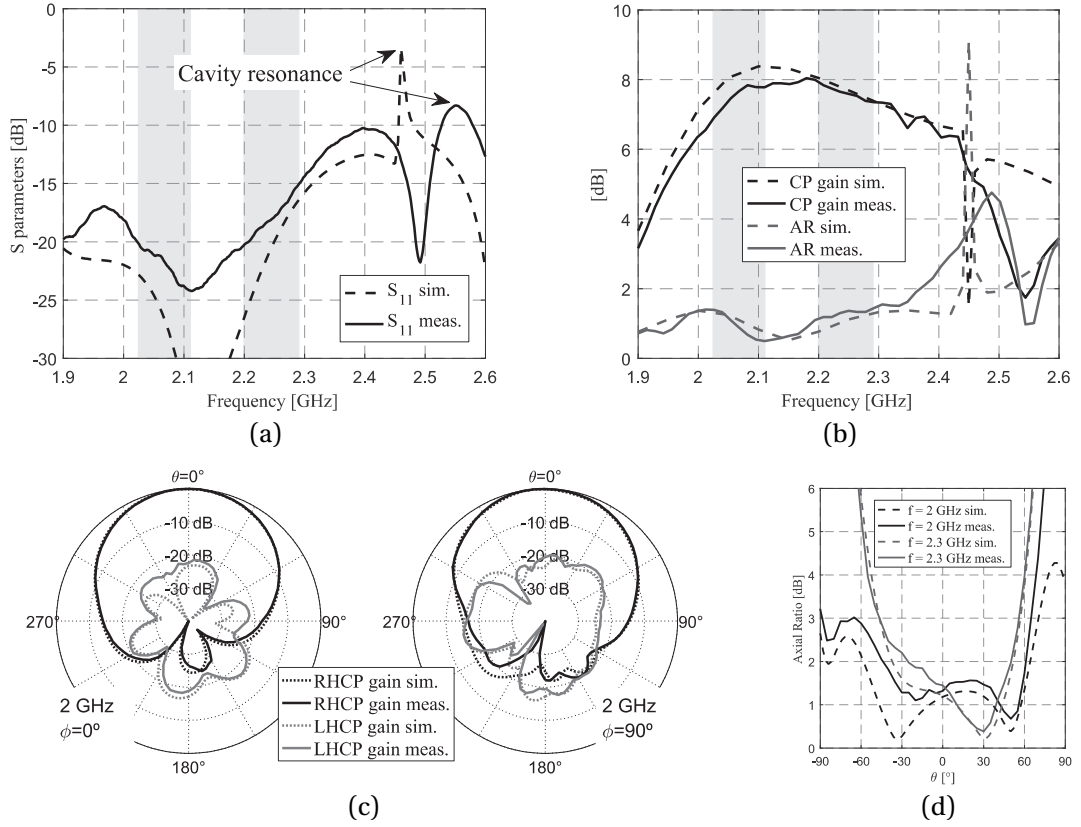 0
-5
-10
-15
-20
-25
-30
S parameters [dB]
Cavity resonance
S11 sim.
S11 meas.
1.9 2 2.1 2.2 2.3 2.4 2.5 2.6
Frequency [GHz]
(a)
10
8
6
4
2
0
[dB]
CP gain sim.
CP gain meas.
AR sim.
AR meas.
1.9 2 2.1 2.2 2.3 2.4 2.5 2.6
Frequency [GHz]
(b)
θ=0°
-10 dB
-20 dB
-30 dB
270°
90°
180°
2 GHz
ϕ=0º
RHCP gain sim.
RHCP gain meas.
LHCP gain sim.
LHCP gain meas.
θ=0°
-10 dB
-20 dB
-30 dB
270°
90°
180°
2 GHz
ϕ=90º
(c)
6
5
4
3
2
1
0
Axial Ratio [dB]
f = 2 GHz sim.
f = 2 GHz meas.
f = 2.3 GHz sim.
f = 2.3 GHz meas.
-90 -60 -30 0 30 60 90
θ [°]
(d)